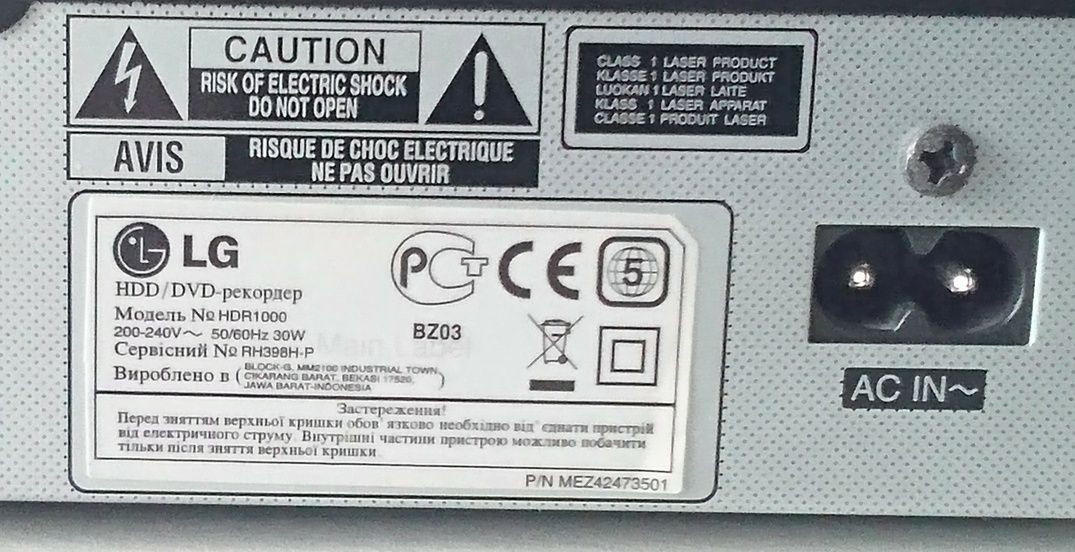 CAUTION
RISK OF ELECTRIC SHOCK
DO NOT OPEN
AVIS
RISQUE DE CHOC ELECTRIQUE
NE PAS OUVRIR
CLASS 1 LASER PRODUCT
KLASSE 1 LASER PRODUKT
LUOKAN 1 LASER LAITE
KLASS 1 LASER APPARAT
CLASSE 1 PRODUIT LASER
LG
HDD/DVD-рекордер
Модель № HDR1000
200-240V~ 50/60Hz 30W
Сервісний № RH398H-P
Вироблено в (BLOCK-G, MM2100 INDUSTRIAL TOWN,
CIKARANG BARAT, BEKASI 17520,
JAWA BARAT-INDONESIA)
РСТ CE 5
BZ03
Main Label
Застереження!
Перед зняттям верхньої кришки обов'язково необхідно від'єднати пристрій
від електричного струму. Внутрішні частини пристрою можливо побачити
тільки після зняття верхньої кришки.
P/N MEZ42473501
AC IN~